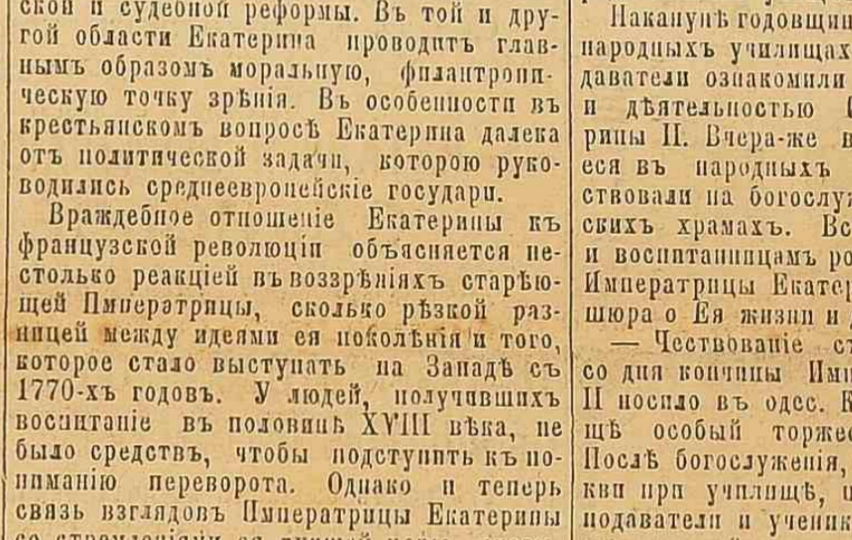 ской и судебной реформы. Въ той и дру-
гой области Екатерина проводитъ глав-
нымъ образомъ моральную, филантропи-
ческую точку зрѣнія. Въ особенности въ
крестьянскомъ вопросѣ Екатерина далека
отъ политической задачи, которою руко-
водились среднеевропейскіе государи.
Враждебное отношеніе Екатерины къ
французской революціи объясняется не-
столько реакціей въ воззрѣніяхъ старѣю-
щей Императрицы, сколько рѣзкой раз-
ницей между идеями ея поколѣнія и того,
которое стало выступать на Западѣ съ
1770-хъ годовъ. У людей, получившихъ
воспитаніе въ половинѣ XVIII вѣка, не
было средствъ, чтобы подступить къ по-
ниманію переворота. Однако и теперь
связь взглядовъ Императрицы Екатерины
Наканунѣ годовщин
народныхъ училищахъ
даватели ознакомили
и дѣятельностью
рины II. Вчера-же в
еся въ народныхъ
ствовали на богослуж
скихъ храмахъ. Вс
и воспитанницамъ ро
Императрицы Екатер
шюра о Ея жизни и
— Чествованіе ст
со дня кончины Имп
II носило въ одес. К
щѣ особый торжес
Послѣ богослуженія,
кви при училищѣ, п
подаватели и ученик